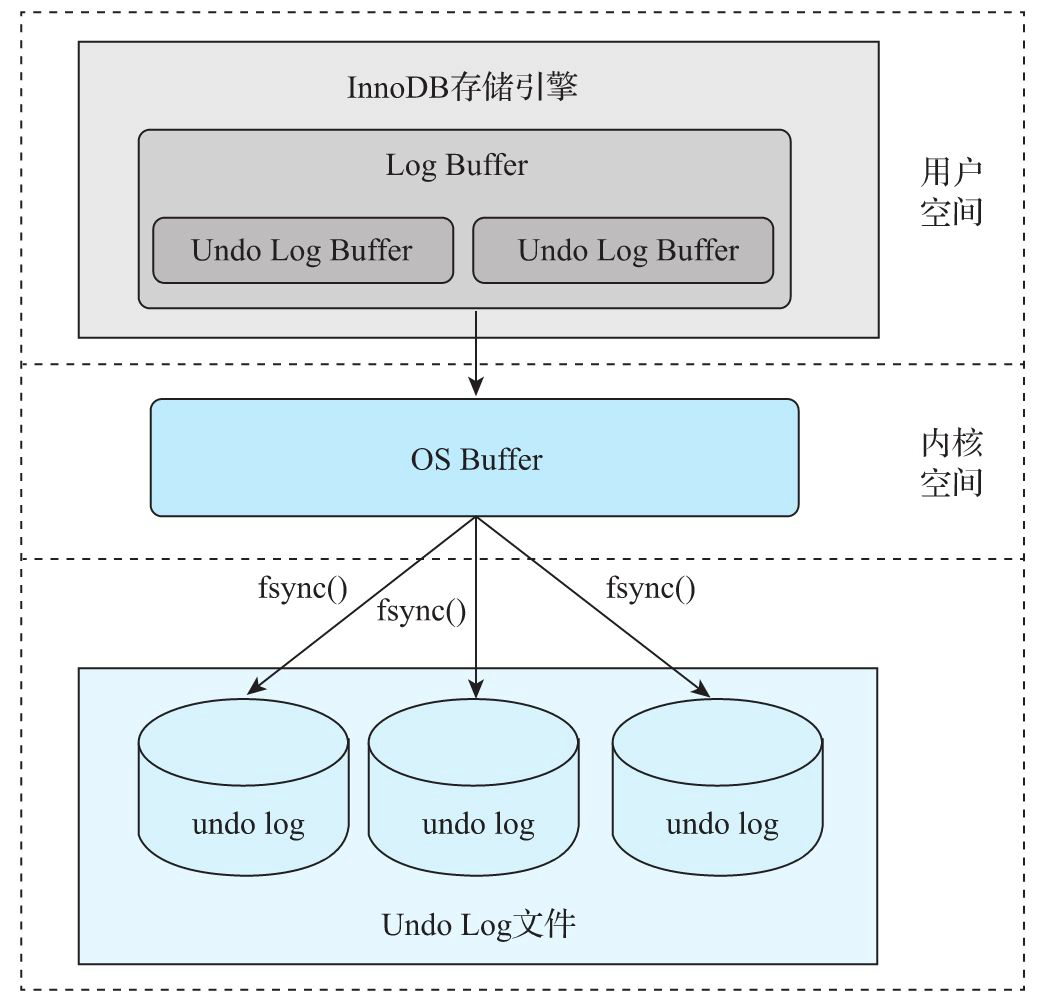 InnoDB存储引擎
Log Buffer
Undo Log Buffer
Undo Log Buffer
用户
空间
OS Buffer
内核
空间
fsync()
fsync()
fsync()
undo log
undo log
undo log
Undo Log文件